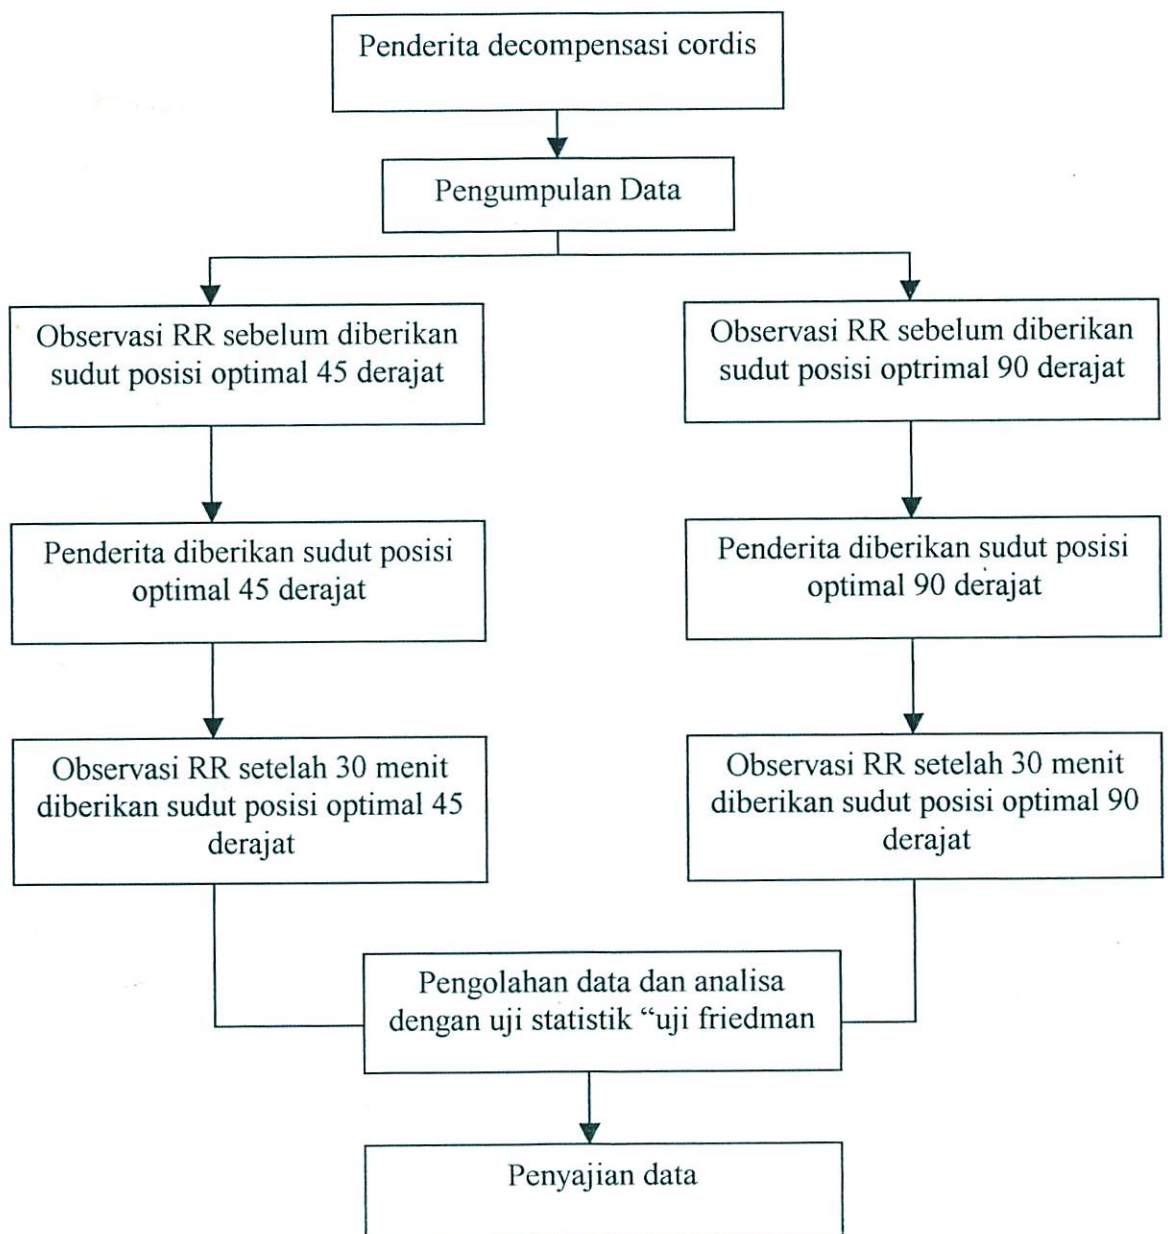 Penderita decompensasi cordis
Pengumpulan Data
Observasi RR sebelum diberikan
sudut posisi optimal 45 derajat
Observasi RR sebelum diberikan
sudut posisi optrimal 90 derajat
Penderita diberikan sudut posisi
optimal 45 derajat
Penderita diberikan sudut posisi
optimal 90 derajat
Observasi RR setelah 30 menit
diberikan sudut posisi optimal 45
derajat
Observasi RR setelah 30 menit
diberikan sudut posisi optimal 90
derajat
Pengolahan data dan analisa
dengan uji statistik “uji friedman
Penyajian data